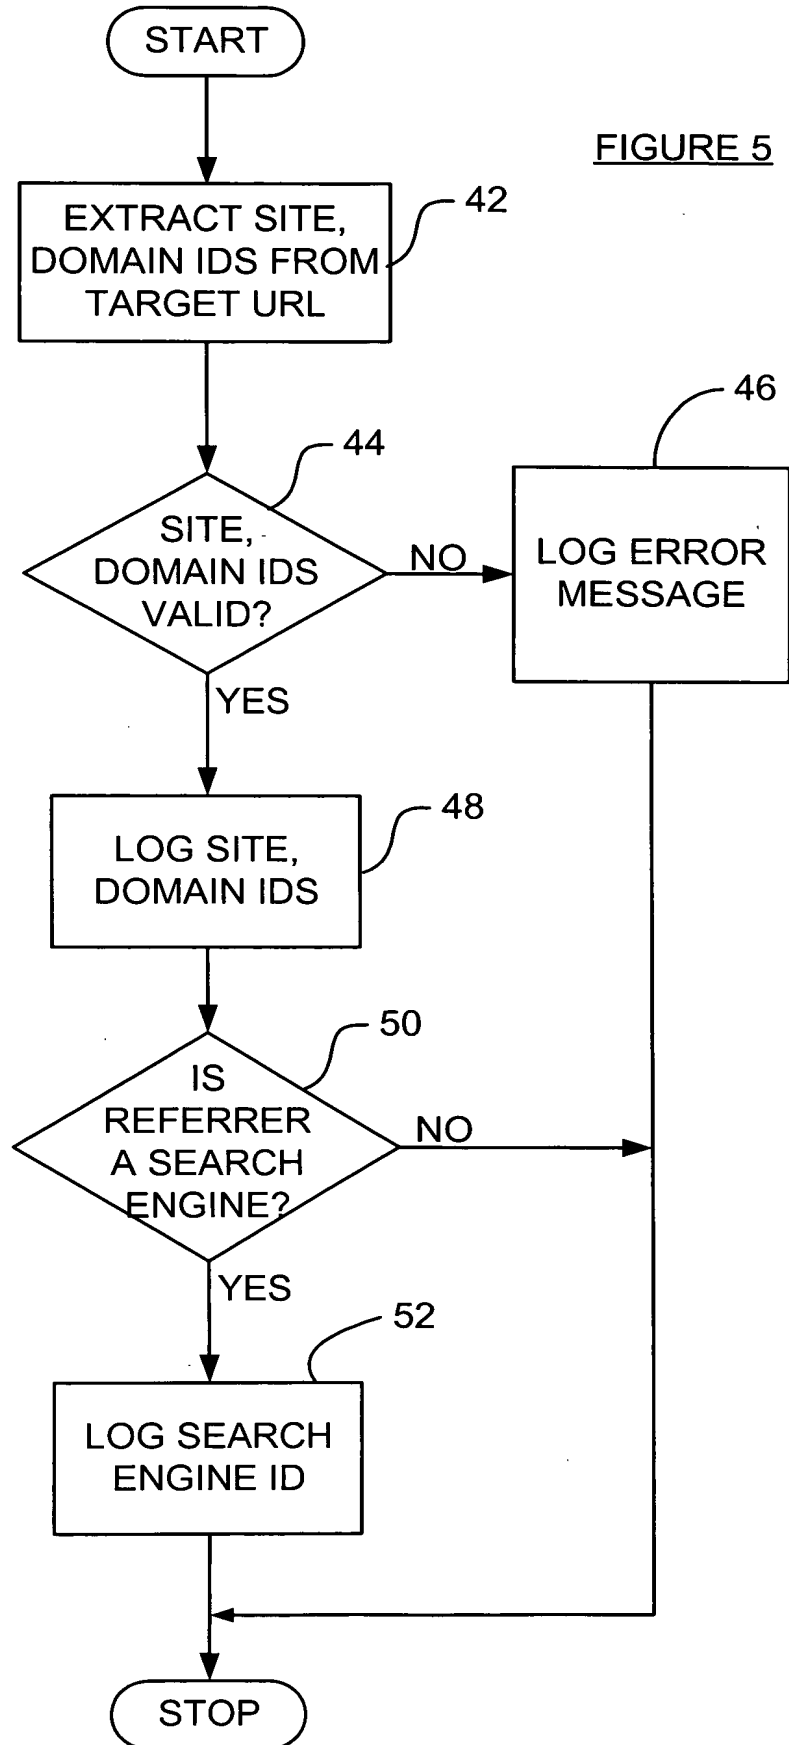 START
FIGURE 5
EXTRACT SITE,
DOMAIN IDS FROM
TARGET URL
42
44
46
SITE,
DOMAIN IDS
VALID?
NO
LOG ERROR
MESSAGE
YES
48
LOG SITE,
DOMAIN IDS
50
IS
REFERRER
A SEARCH
ENGINE?
NO
YES
52
LOG SEARCH
ENGINE ID
STOP